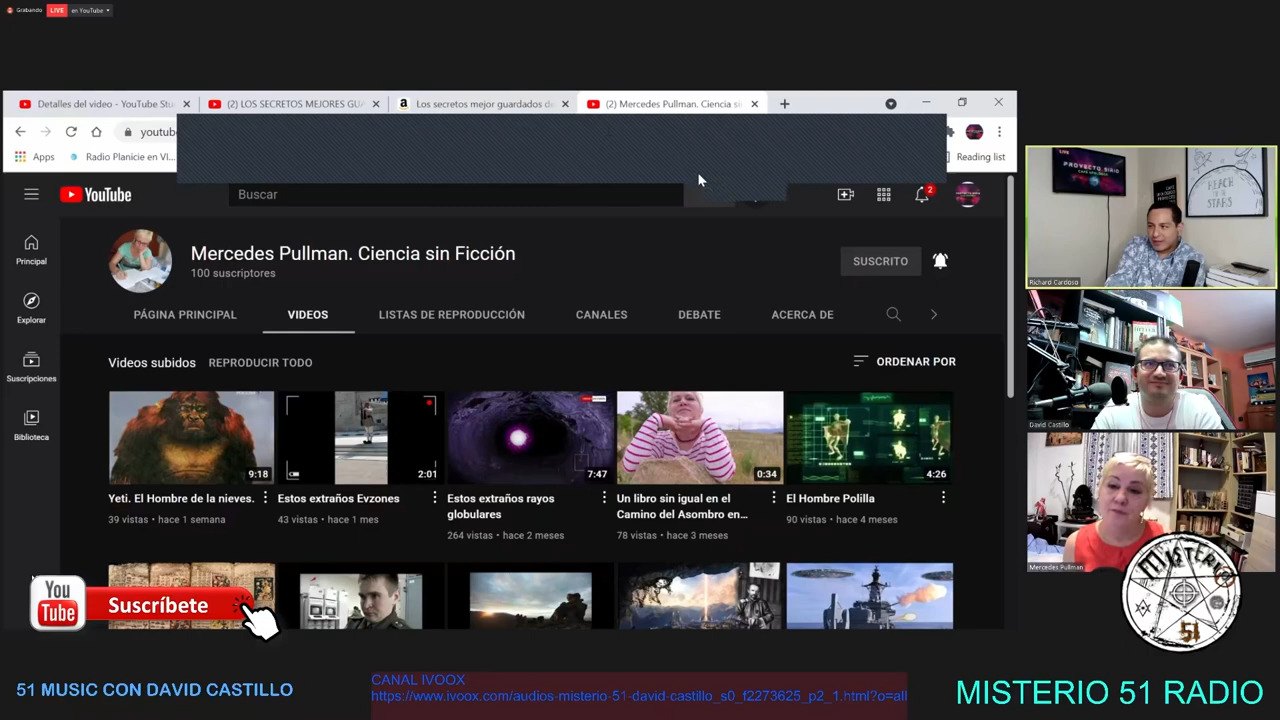 Grabando LIVE en YouTube
Detalles del video - YouTube Stu
(2) LOS SECRETOS MEJORES GU
Los secretos mejor guardados de
(2) Mercedes Pullman. Ciencia si
youtub
Apps
Radio Planicie en VI...
Reading list
YouTube
Buscar
2
Principal
Explorar
Suscripciones
Biblioteca
Mercedes Pullman. Ciencia sin Ficción
100 suscriptores
SUSCRITO
PÁGINA PRINCIPAL
VIDEOS
LISTAS DE REPRODUCCIÓN
CANALES
DEBATE
ACERCA DE
Videos subidos
REPRODUCIR TODO
ORDENAR POR
9:18
2:01
7:47
0:34
4:26
Yeti. El Hombre de la nieves.
39 vistas • hace 1 semana
Estos extraños Evzones
43 vistas • hace 1 mes
Estos extraños rayos
globulares
264 vistas • hace 2 meses
Un libro sin igual en el
Camino del Asombro en...
78 vistas • hace 3 meses
El Hombre Polilla
90 vistas • hace 4 meses
PROYECTO SIRIO
REACH
THE
STARS
Richard Cardoso
David Castillo
Mercedes Pullman
MISTERIO
51
You
Tube
Suscríbete
51 MUSIC CON DAVID CASTILLO
CANAL IVOOX
https://www.ivoox.com/audios-misterio-51-david-castillo_s0_f2273625_p2_1.html?o=all
MISTERIO 51 RADIO